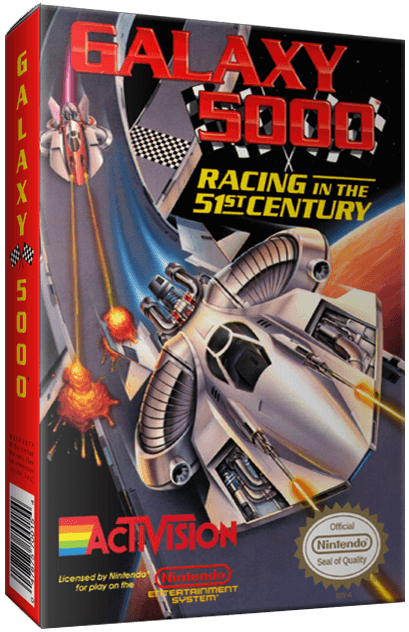 GALAXY
5000
RACING IN THE
51ST CENTURY
GALAXY 5000
ACTIVISION
Licensed by Nintendo®
for play on the
Nintendo®
ENTERTAINMENT
SYSTEM™
Official
Nintendo®
Seal of Quality